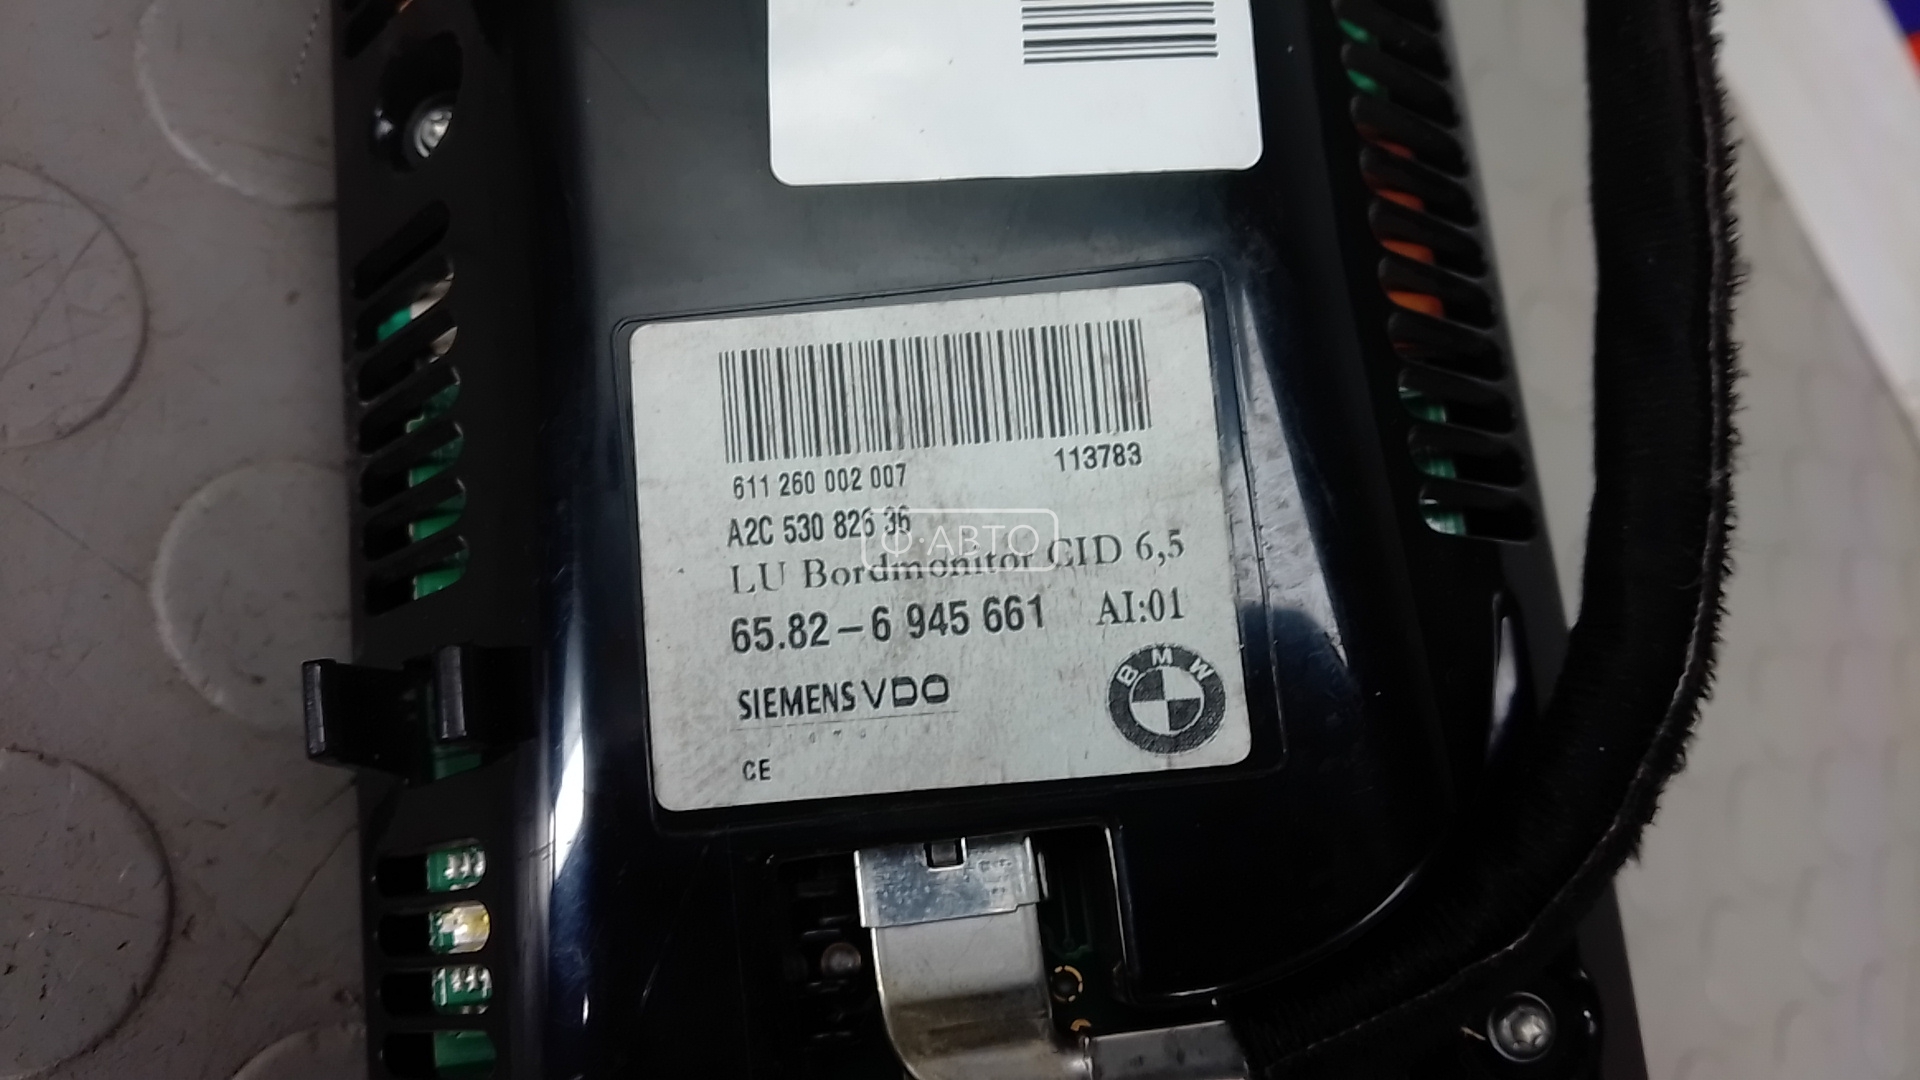 611 260 002 007 113783
A2C 530 826 36
Ф·АВТО
LU Bordmonitor CID 6,5
65.82-6 945 661 AI:01
BMW
SIEMENS VDO
CE